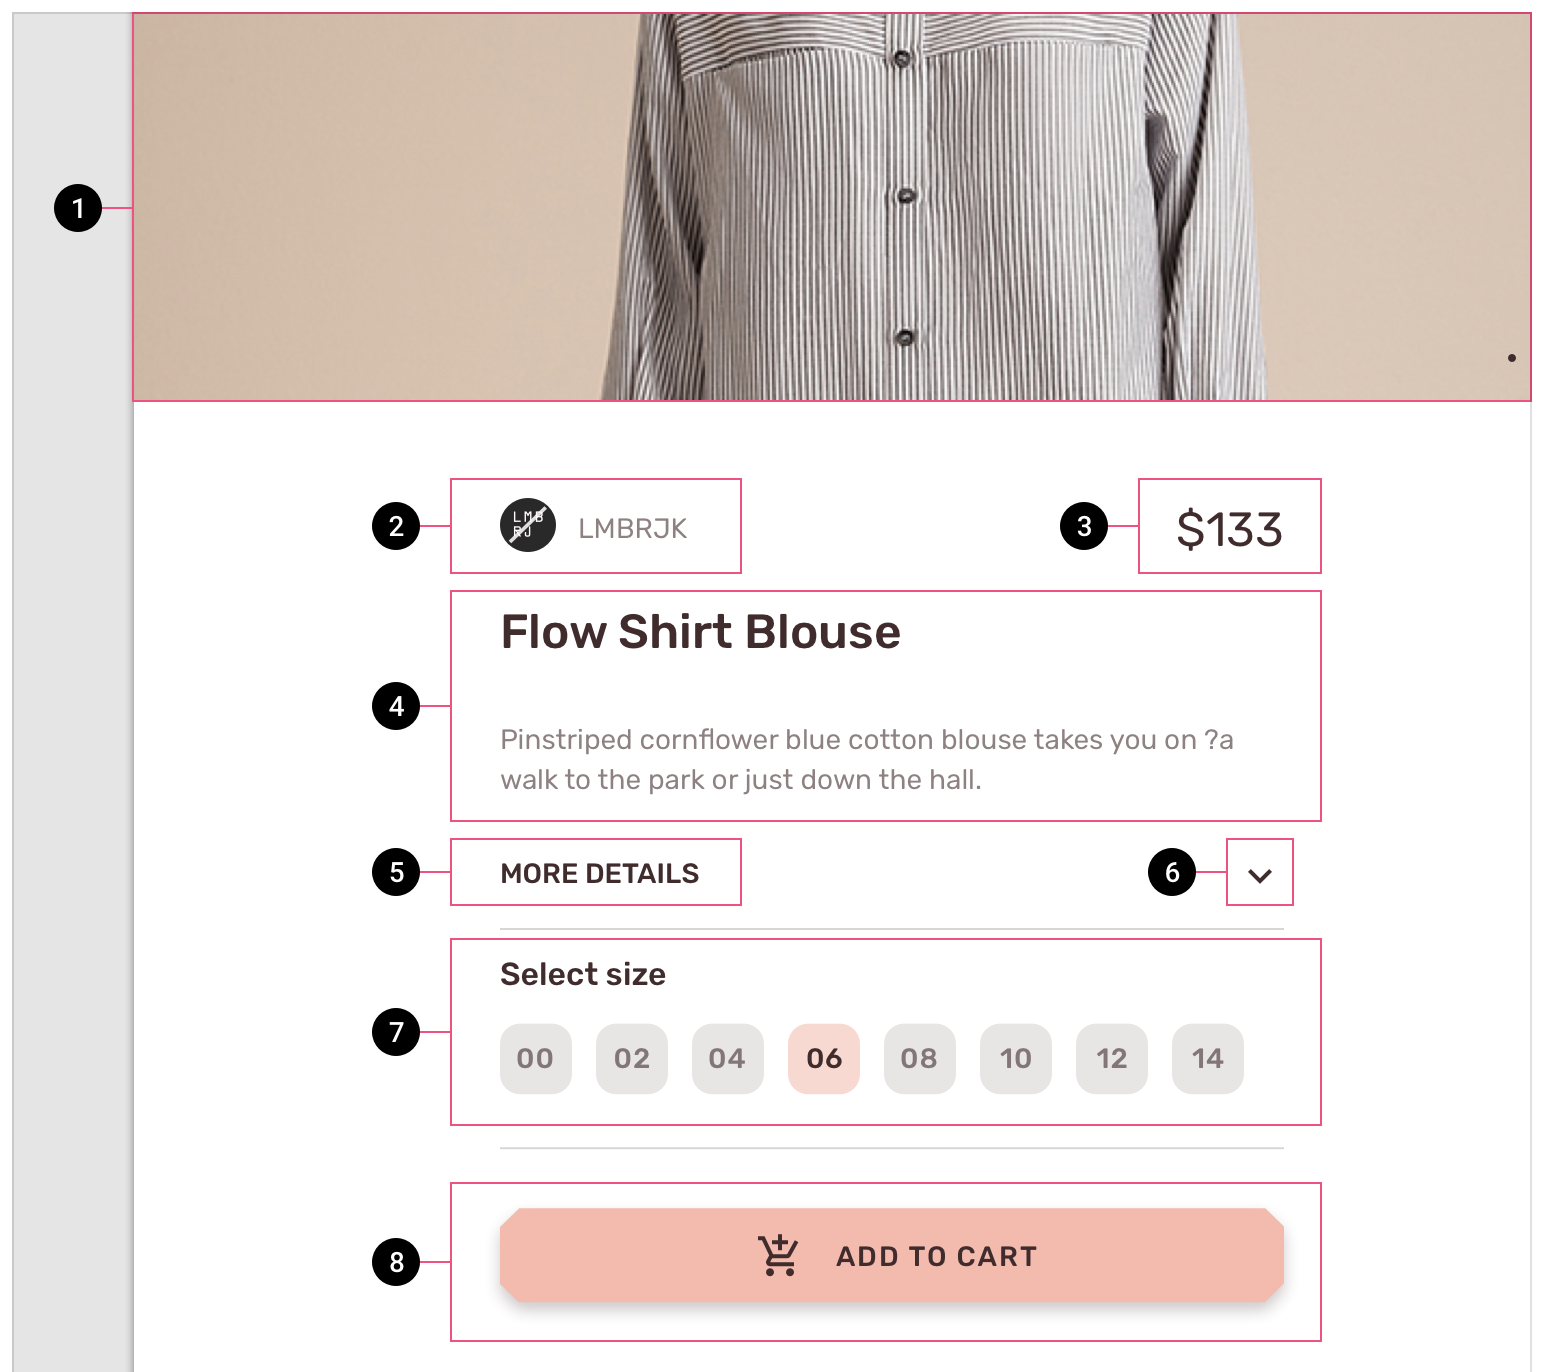 1
2
LMB
RJ
LMBRJK
3
$133
4
Flow Shirt Blouse
Pinstriped cornflower blue cotton blouse takes you on ?a
walk to the park or just down the hall.
5
MORE DETAILS
6
7
Select size
00 02 04 06 08 10 12 14
8
ADD TO CART